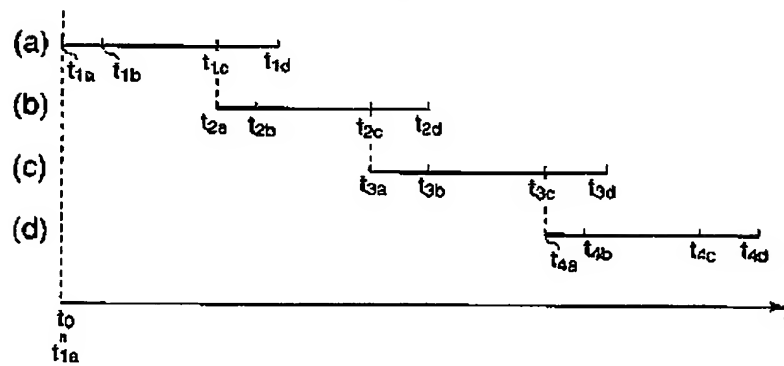 (a) t1a t1b t1c t1d
(b) t2a t2b t2c t2d
(c) t3a t3b t3c t3d
(d) t4a t4b t4c t4d
t0
"
t1a